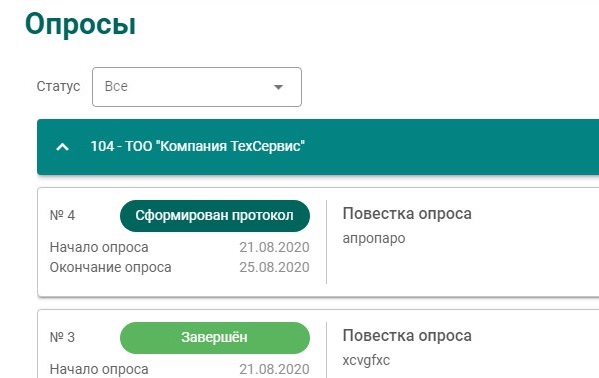 Опросы
Статус Все
104 - ТОО "Компания ТехСервис"
№ 4 Сформирован протокол
Начало опроса 21.08.2020
Окончание опроса 25.08.2020
Повестка опроса
апропаро
№ 3 Завершён
Начало опроса 21.08.2020
Повестка опроса
xcvgfxc